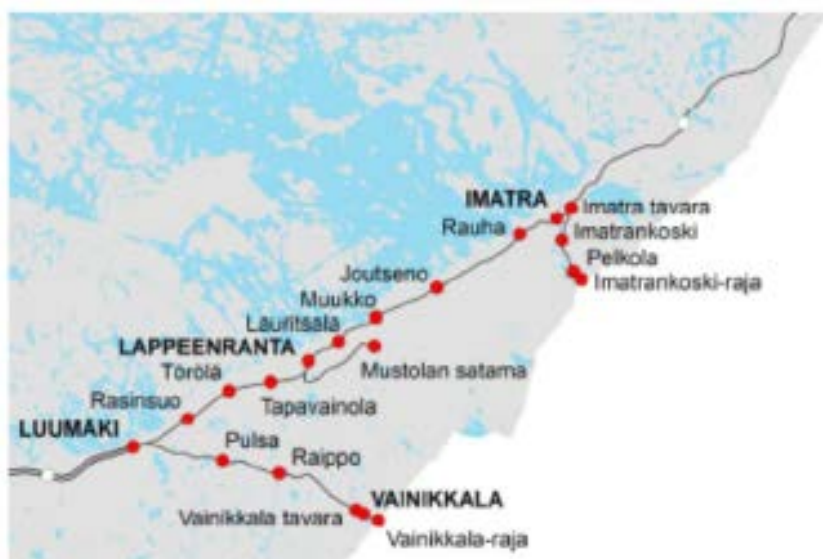 IMATRA
Imatra tavara
Rauha
Imatrankoski
Pelkola
Joutseno
Imatrankoski-raja
Muukko
Lauritsala
LAPPEENRANTA
Törölä
Mustolan satama
Rasinsuo
Tapavainola
LUUMÄKI
Pulsa
Raippo
VAINIKKALA
Vainikkala tavara
Vainikkala-raja